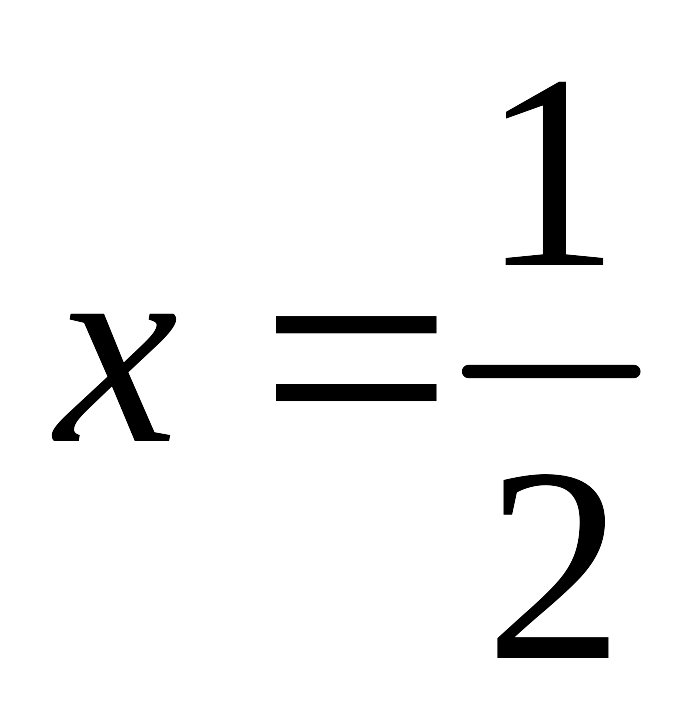 x = 1/2